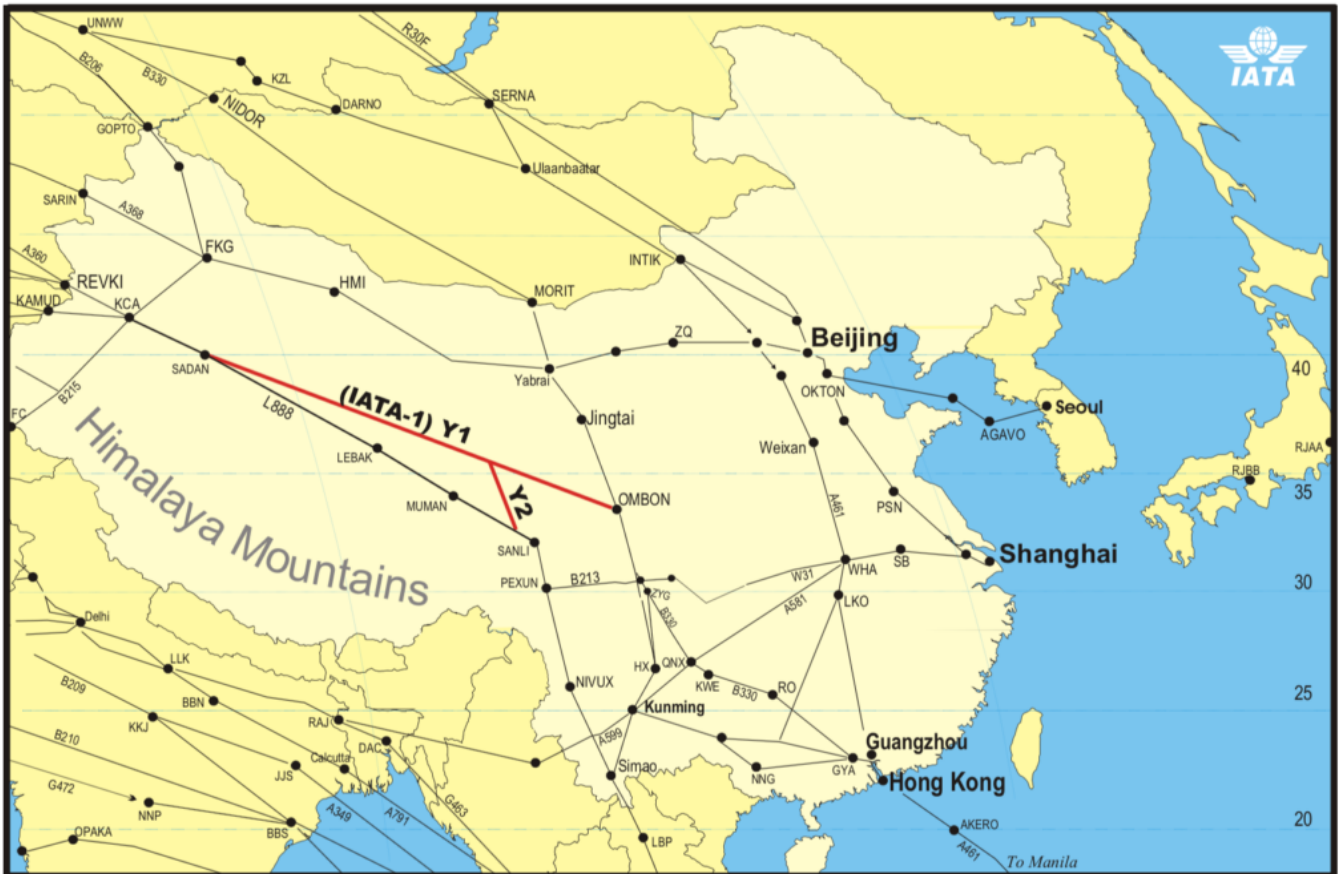 UNWW
R30F
IATA
B206
B330
KZL
SERNA
NIDOR
DARNO
GOPTO
Ulaanbaatar
SARIN
A368
FKG
A360
INTIK
REVKI
HMI
KAMUD
KCA
MORIT
ZQ
Beijing
SADAN
Yabrai
OKTON
40
B215
L888
(IATA-1) Y1
Jingtai
Seoul
FC
AGAVO
Himalaya Mountains
LEBAK
Weixan
RJAA
RJBB
35
MUMAN
Y2
OMBON
A461
PSN
SANLI
Shanghai
PEXUN
B213
W31
WHA
SB
30
ZYG
A581
LKO
Delhi
B330
LLK
HX
QNX
B209
BBN
NIVUX
KWE
B330
RO
25
KKJ
RAJ
Kunming
B210
DAC
A599
Guangzhou
JJS
Calcutta
Simao
NNG
GYA
Hong Kong
G472
NNP
A349
A791
G463
20
OPAKA
BBS
LBP
AKERO
A461
To Manila